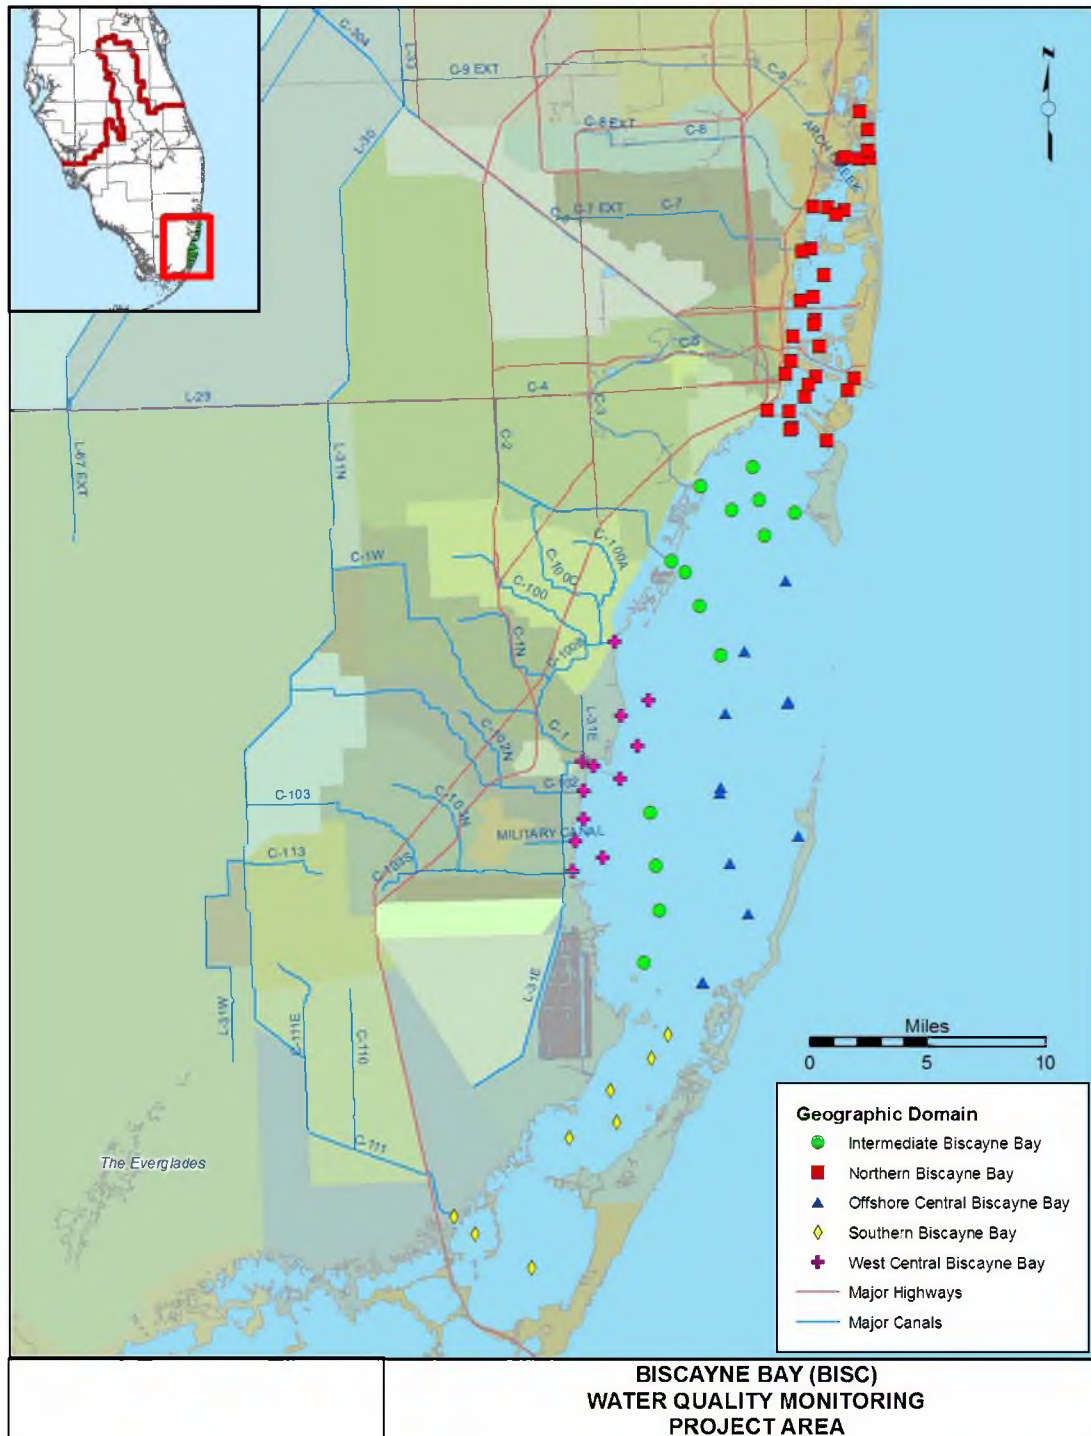 C-304
L-33
C-9 EXT
C-9
Z
L-30
C-8 EXT
C-8
ARCH CREEK
C-7 EXT
C-7
C-6
C-4
L-29
C-3
C-2
L-67 EXT
L-31N
C-1W
C-100A
C-100C
C-100
C-1N
C-100B
L-31E
C-1
C-102N
C-102
C-103
C-103N
MILITARY CANAL
C-113
C-103S
L-31E
L-31W
C-111E
C-110
Miles
0 5 10
C-111
The Everglades
Geographic Domain
Intermediate Biscayne Bay
Northern Biscayne Bay
Offshore Central Biscayne Bay
Southern Biscayne Bay
West Central Biscayne Bay
Major Highways
Major Canals
BISCAYNE BAY (BISC)
WATER QUALITY MONITORING
PROJECT AREA